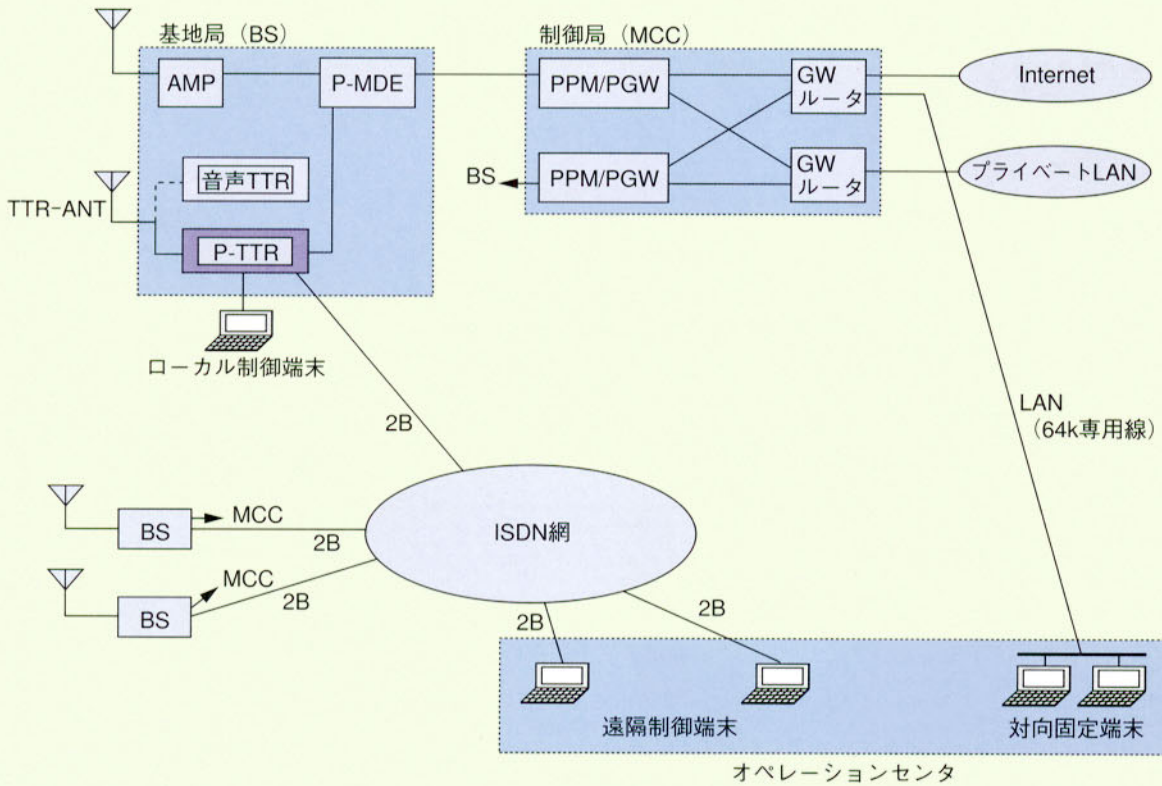 基地局（BS）
AMP
P-MDE
音声TTR
TTR-ANT
P-TTR
ローカル制御端末
制御局（MCC）
PPM/PGW
GW
ルータ
BS
PPM/PGW
GW
ルータ
Internet
プライベートLAN
LAN
（64k専用線）
2B
BS
MCC
2B
BS
MCC
2B
ISDN網
2B
2B
遠隔制御端末
対向固定端末
オペレーションセンタ